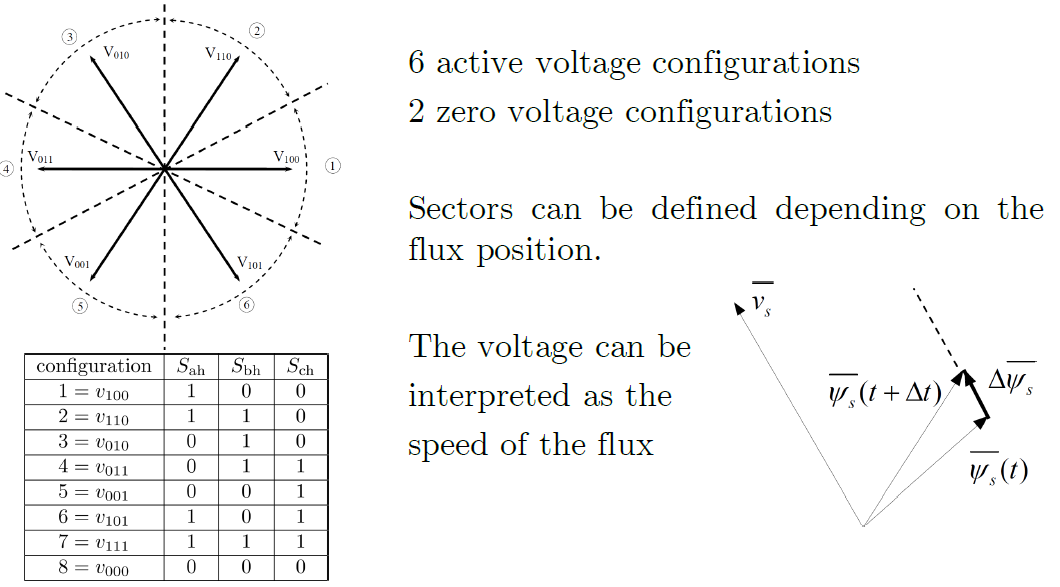 ③
②
V010
V110
④
V011
V100
①
V001
V101
⑤
⑥
configuration Sah Sbh Sch
1 = v100 1 0 0
2 = v110 1 1 0
3 = v010 0 1 0
4 = v011 0 1 1
5 = v001 0 0 1
6 = v101 1 0 1
7 = v111 1 1 1
8 = v000 0 0 0
6 active voltage configurations
2 zero voltage configurations
Sectors can be defined depending on the
flux position.
The voltage can be
interpreted as the
speed of the flux
v̅s
ψ̅s(t + Δt)
Δψ̅s
ψ̅s(t)